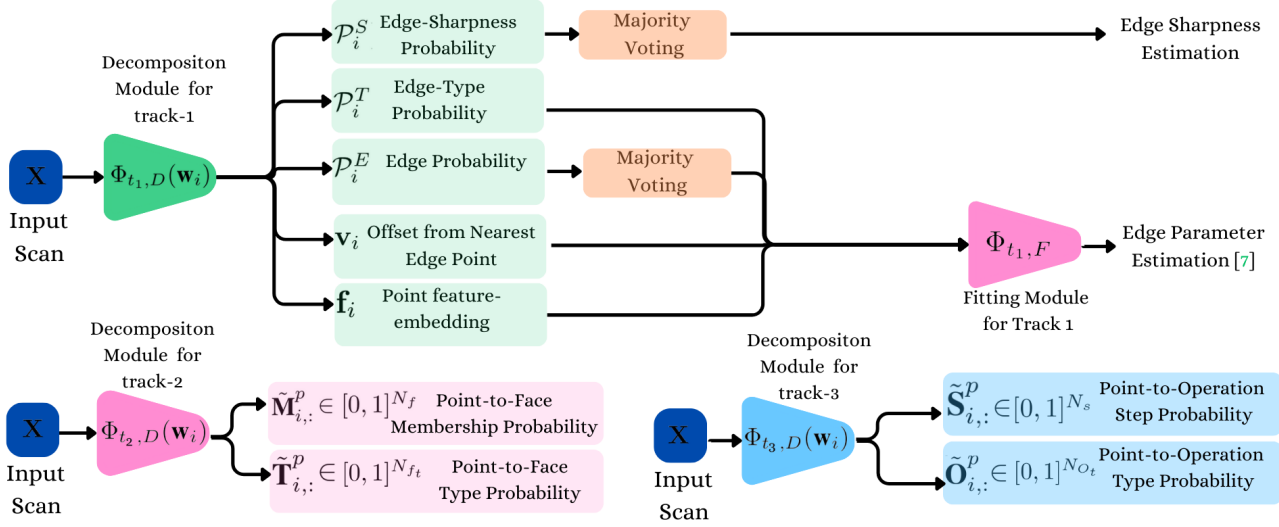 Decompositon
Module for
track-1
X
Input
Scan
Φ_{t_1,D}(w_i)
P_i^S Edge-Sharpness
Probability
Majority
Voting
Edge Sharpness
Estimation
P_i^T Edge-Type
Probability
P_i^E Edge Probability
Majority
Voting
v_i Offset from Nearest
Edge Point
f_i Point feature-
embedding
Φ_{t_1,F}
Fitting Module
for Track 1
Edge Parameter
Estimation [7]
Decompositon
Module for
track-2
X
Input
Scan
Φ_{t_2,D}(w_i)
M̃_{i,:}^p ∈ [0, 1]^{N_f} Point-to-Face
Membership Probability
T̃_{i,:}^p ∈ [0, 1]^{N_{f_t}} Point-to-Face
Type Probability
Decompositon
Module for
track-3
X
Input
Scan
Φ_{t_3,D}(w_i)
S̃_{i,:}^p ∈ [0, 1]^{N_s} Point-to-Operation
Step Probability
Õ_{i,:}^p ∈ [0, 1]^{N_{O_t}} Point-to-Operation
Type Probability